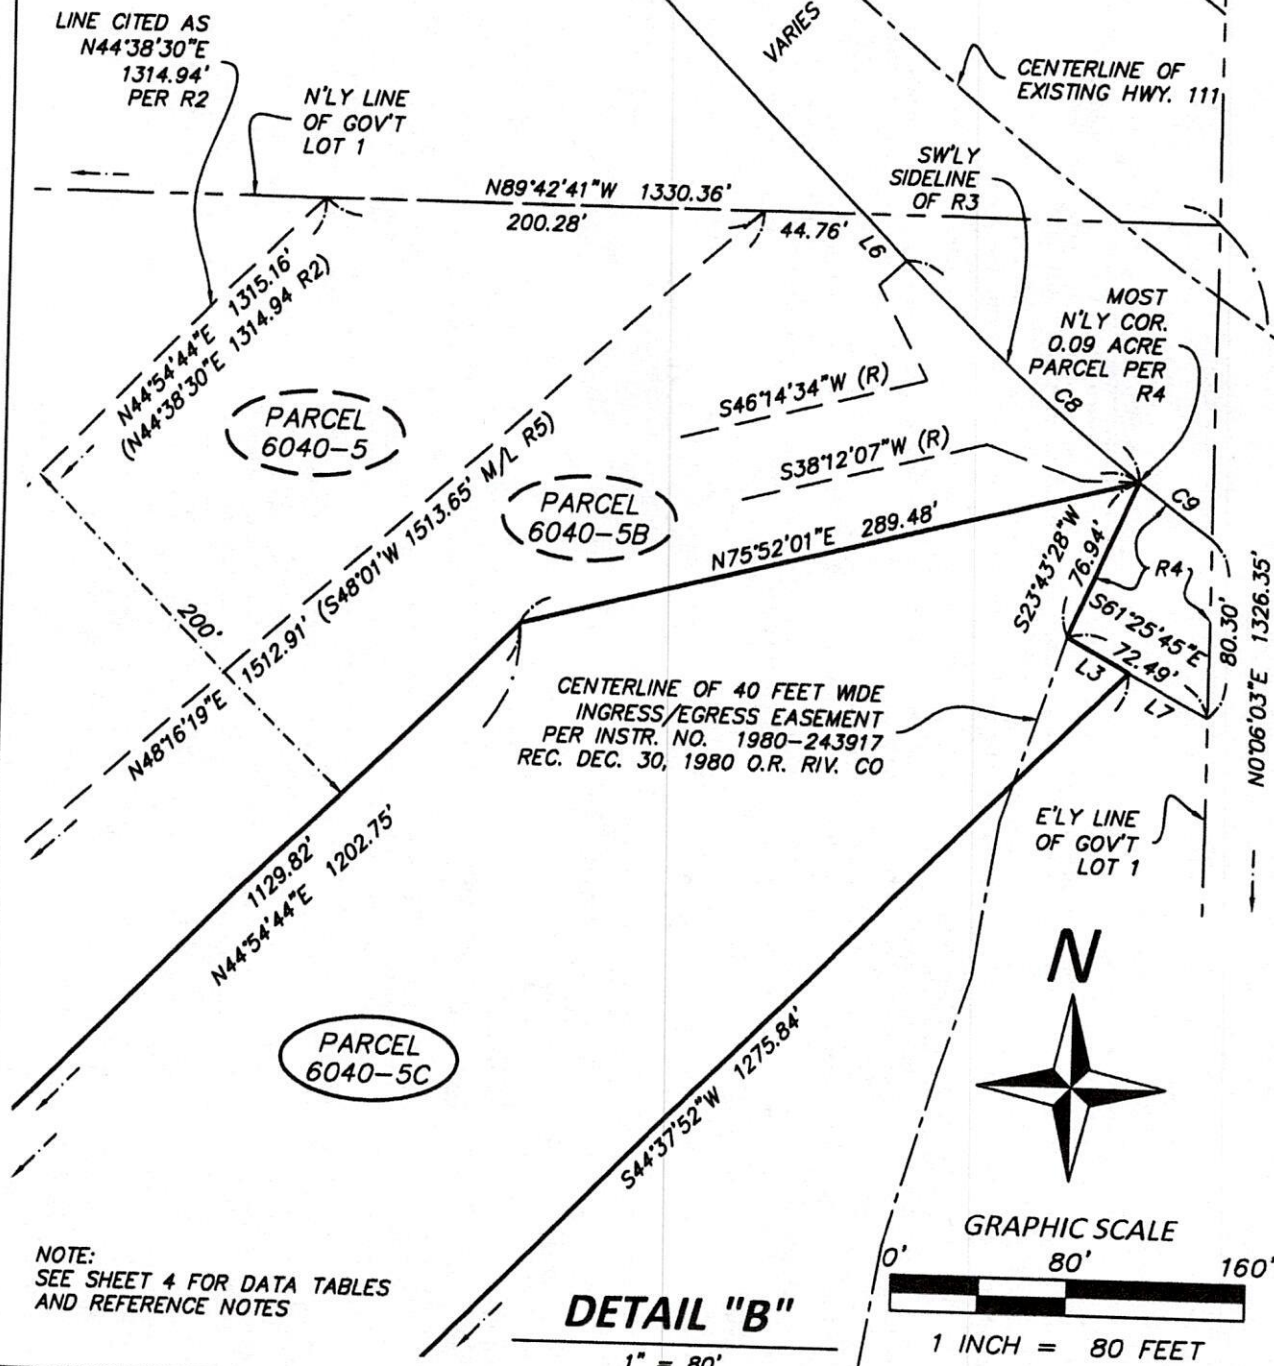 LINE CITED AS
N44°38'30"E
1314.94'
PER R2
N'LY LINE
OF GOV'T
LOT 1
VARIES
CENTERLINE OF
EXISTING HWY. 111
N89°42'41"W 1330.36'
200.28'
44.76'
L6
SW'LY
SIDELINE
OF R3
N44°54'44"E 1315.16'
(N44°38'30"E 1314.94 R2)
MOST
N'LY COR.
0.09 ACRE
PARCEL PER
R4
PARCEL
6040-5
S46°14'34"W (R)
C8
S38°12'07"W (R)
PARCEL
6040-5B
N75°52'01"E 289.48'
C9
S23°43'28"W
76.94'
R4
S61°25'45"E
72.49'
L3
L7
80.30'
N0°06'03"E 1326.35'
200'
N48°16'19"E 1512.91' (S48°01'W 1513.65' M/L R5)
CENTERLINE OF 40 FEET WIDE
INGRESS/EGRESS EASEMENT
PER INSTR. NO. 1980-243917
REC. DEC. 30, 1980 O.R. RIV. CO
E'LY LINE
OF GOV'T
LOT 1
1129.82'
N44°54'44"E 1202.75'
N
PARCEL
6040-5C
S44°37'52"W 1275.84'
GRAPHIC SCALE
0' 80' 160'
1 INCH = 80 FEET
NOTE:
SEE SHEET 4 FOR DATA TABLES
AND REFERENCE NOTES
DETAIL "B"
1" = 80'